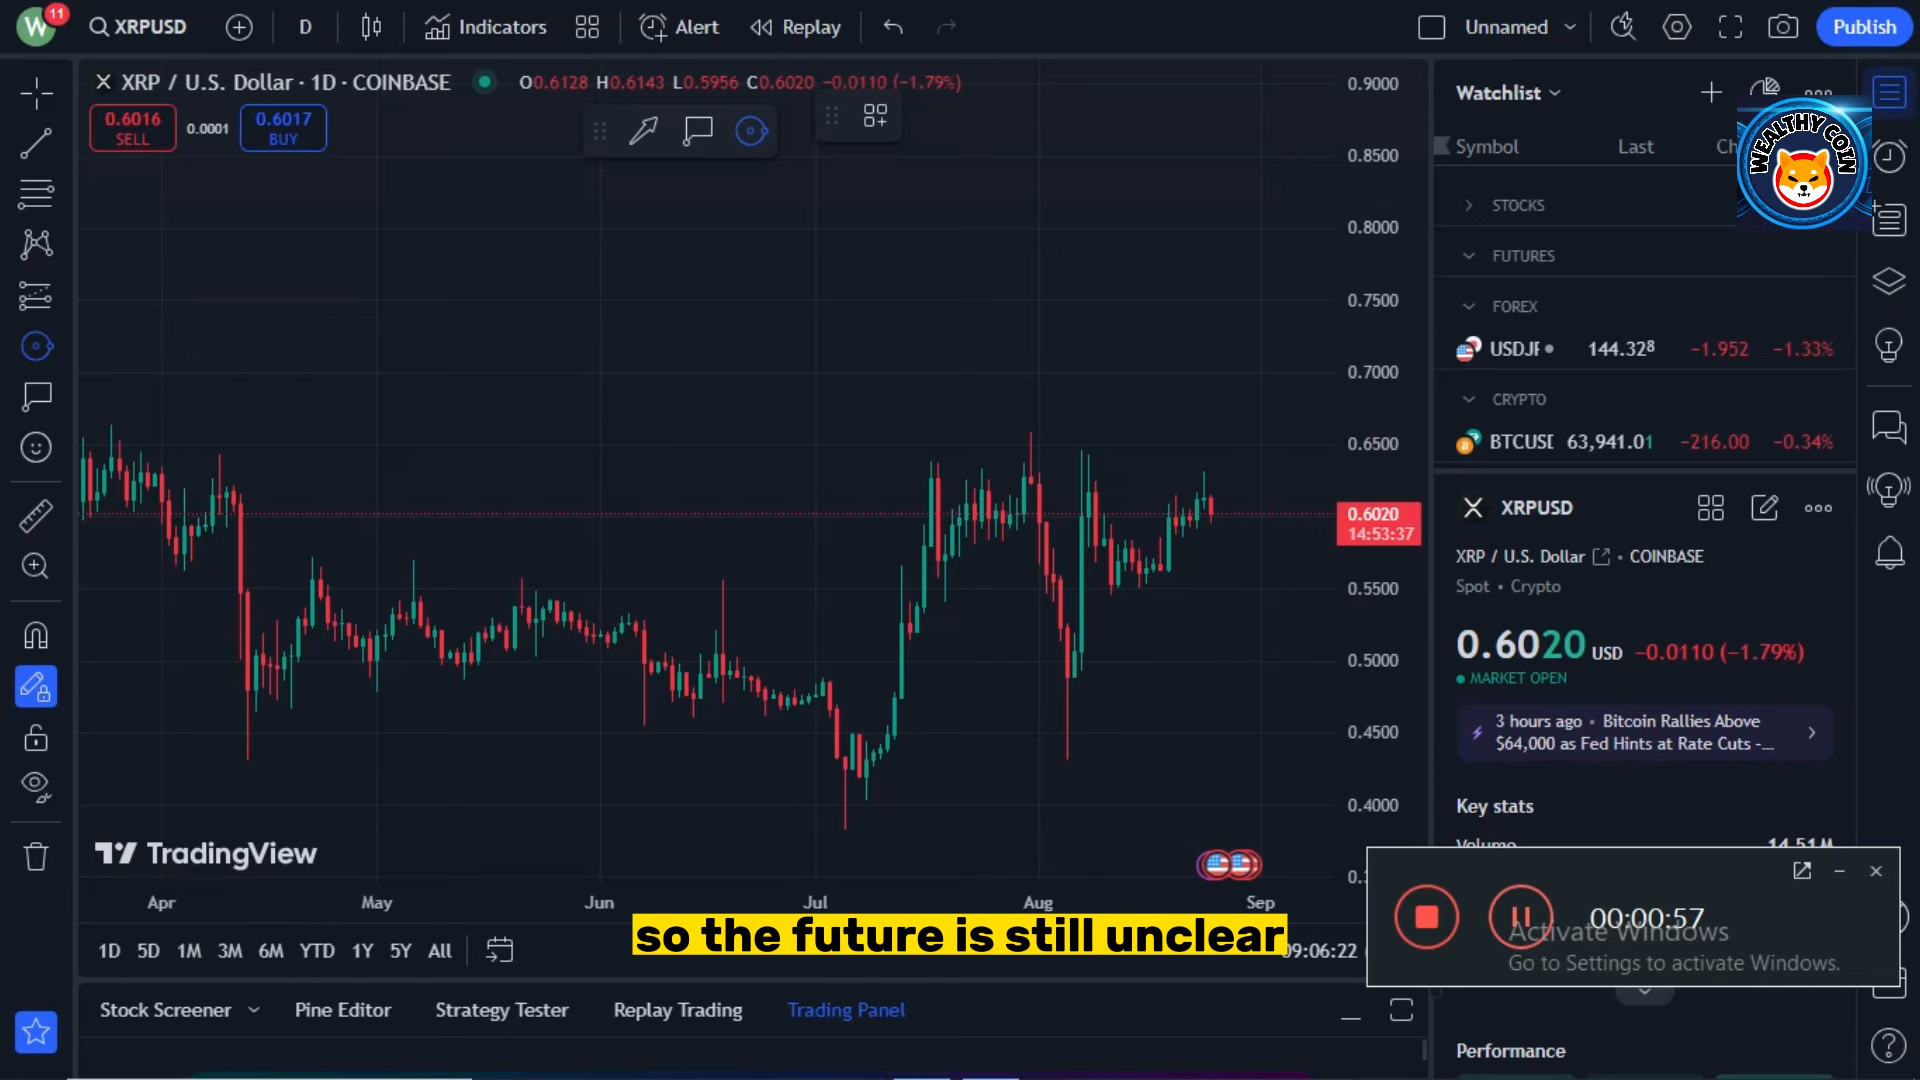 W 11 XRPUSD D Indicators Alert Replay Unnamed Publish
XRP / U.S. Dollar · 1D · COINBASE O0.6128 H0.6143 L0.5956 C0.6020 −0.0110 (−1.79%)
0.6016
SELL
0.0001
0.6017
BUY
0.9000
0.8500
0.8000
0.7500
0.7000
0.6500
0.6020
14:53:37
0.5500
0.5000
0.4500
0.4000
TradingView
Apr May Jun Jul Aug Sep
so the future is still unclear
1D 5D 1M 3M 6M YTD 1Y 5Y All
09:06:22
Stock Screener Pine Editor Strategy Tester Replay Trading Trading Panel
Watchlist
WEALTHY COIN
Symbol Last Ch
STOCKS
FUTURES
FOREX
USDJP 144.328 −1.952 −1.33%
CRYPTO
BTCUSD 63,941.01 −216.00 −0.34%
XRPUSD
XRP / U.S. Dollar • COINBASE
Spot • Crypto
0.6020 USD −0.0110 (−1.79%)
MARKET OPEN
3 hours ago • Bitcoin Rallies Above
$64,000 as Fed Hints at Rate Cuts -...
Key stats
Volume 14.51M
00:00:57
Activate Windows
Go to Settings to activate Windows.
Performance